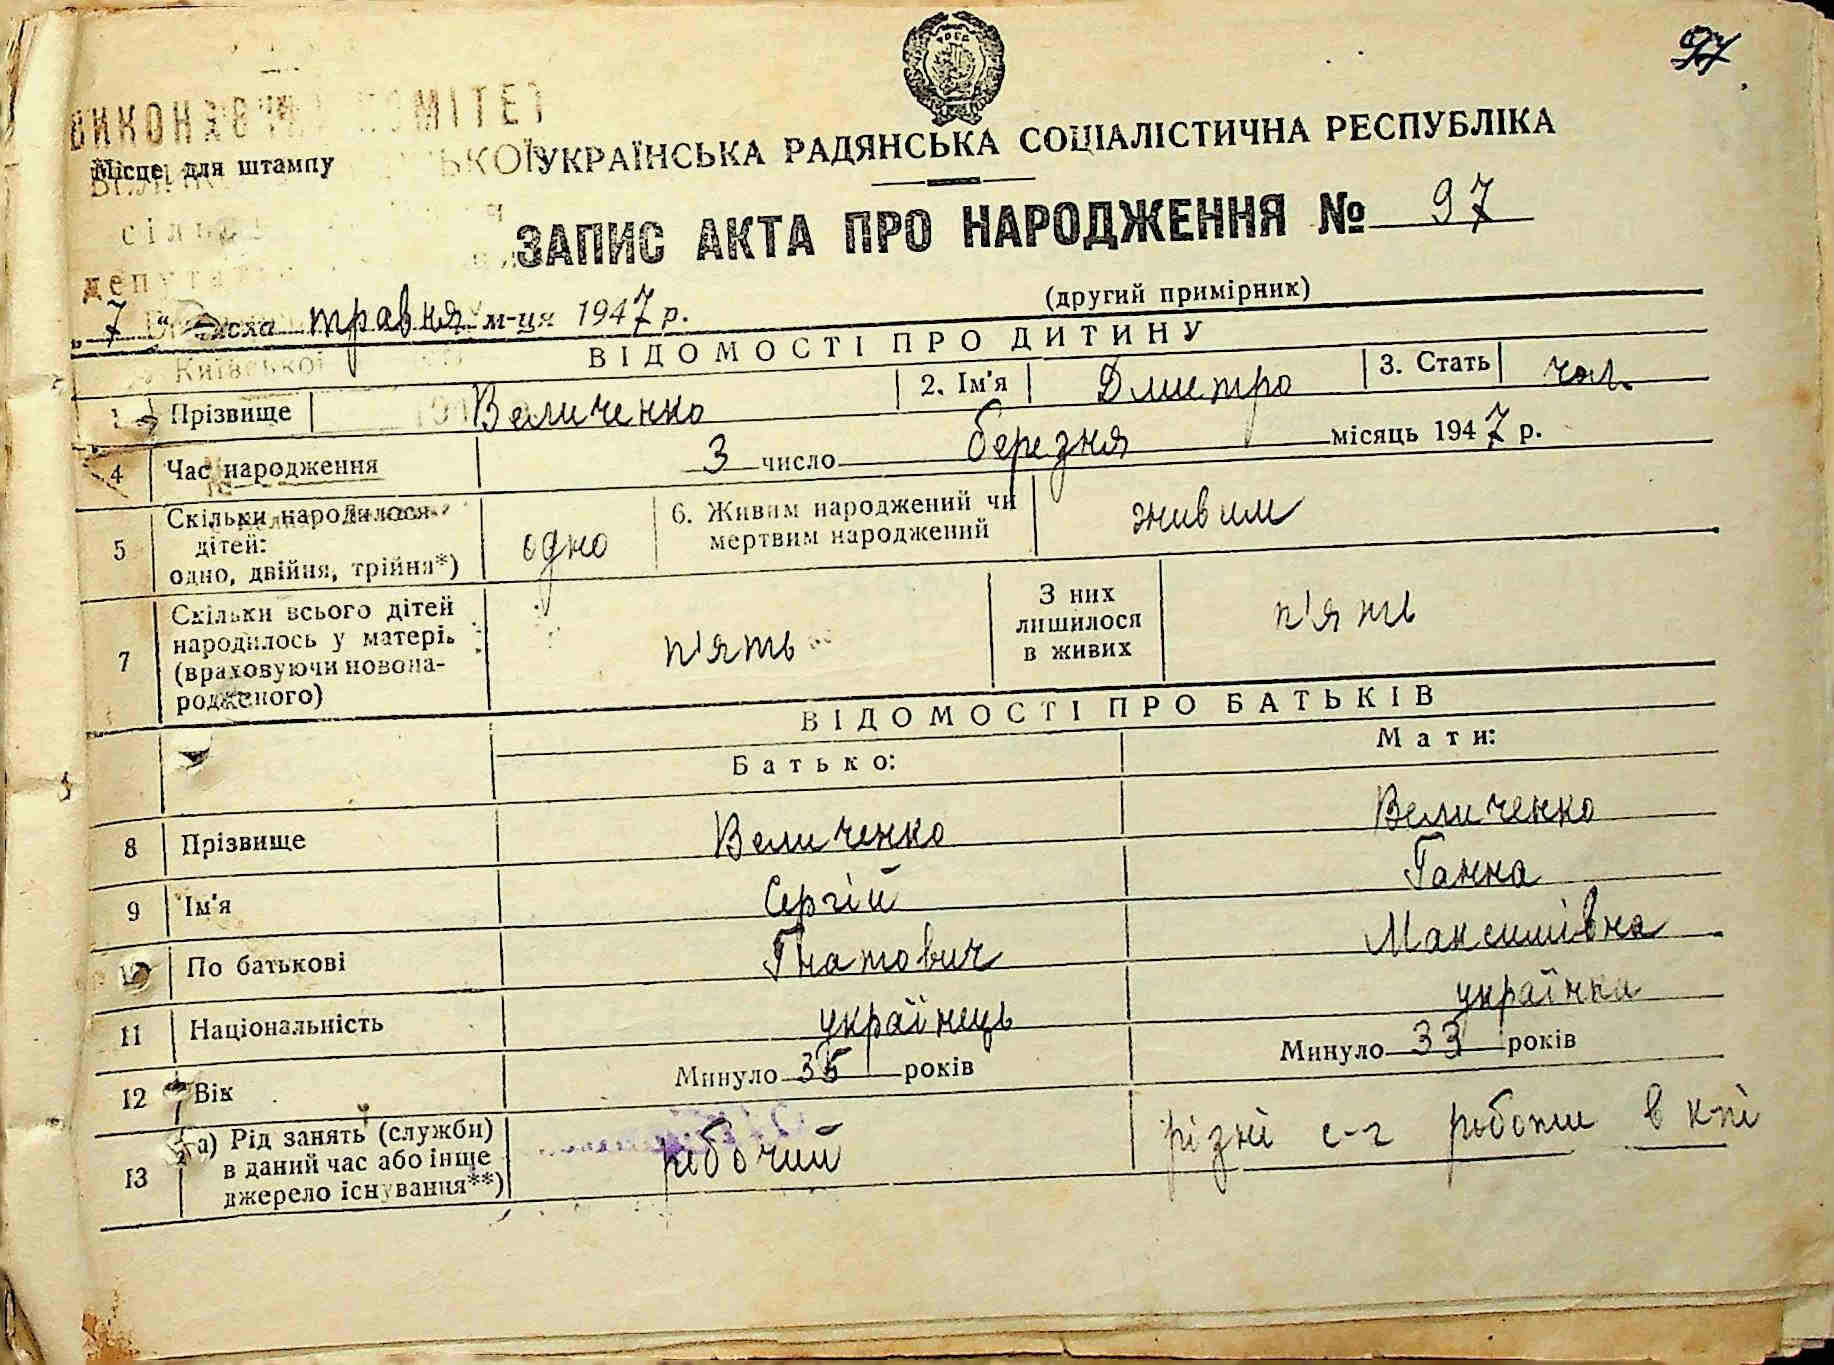 97
ВИКОНАВЧИЙ КОМІТЕТ
Місце для штампу
УКРАЇНСЬКА РАДЯНСЬКА СОЦІАЛІСТИЧНА РЕСПУБЛІКА
ЗАПИС АКТА ПРО НАРОДЖЕННЯ № 97
(другий примірник)
„7" числа травня м-ця 1947 р.
Київської
ВІДОМОСТІ ПРО ДИТИНУ
1 Прізвище Величенко 2. Ім'я Дмитро 3. Стать чол.
4 Час народження 3 число березня місяць 1947 р.
5 Скільки народилося дітей: одно, двійня, трійня*) одно 6. Живим народжений чи мертвим народжений живим
7 Скільки всього дітей народилось у матері (враховуючи новонародженого) п'ять З них лишилося в живих п'ять
ВІДОМОСТІ ПРО БАТЬКІВ
Батько: Мати:
8 Прізвище Величенко Величенко
9 Ім'я Сергій Ганна
10 По батькові Гнатович Максимівна
11 Національність українець українка
12 Вік Минуло 35 років Минуло 33 років
13 а) Рід занять (служби) в даний час або інше джерело існування**) робочий різні с-г роботи в к-пі